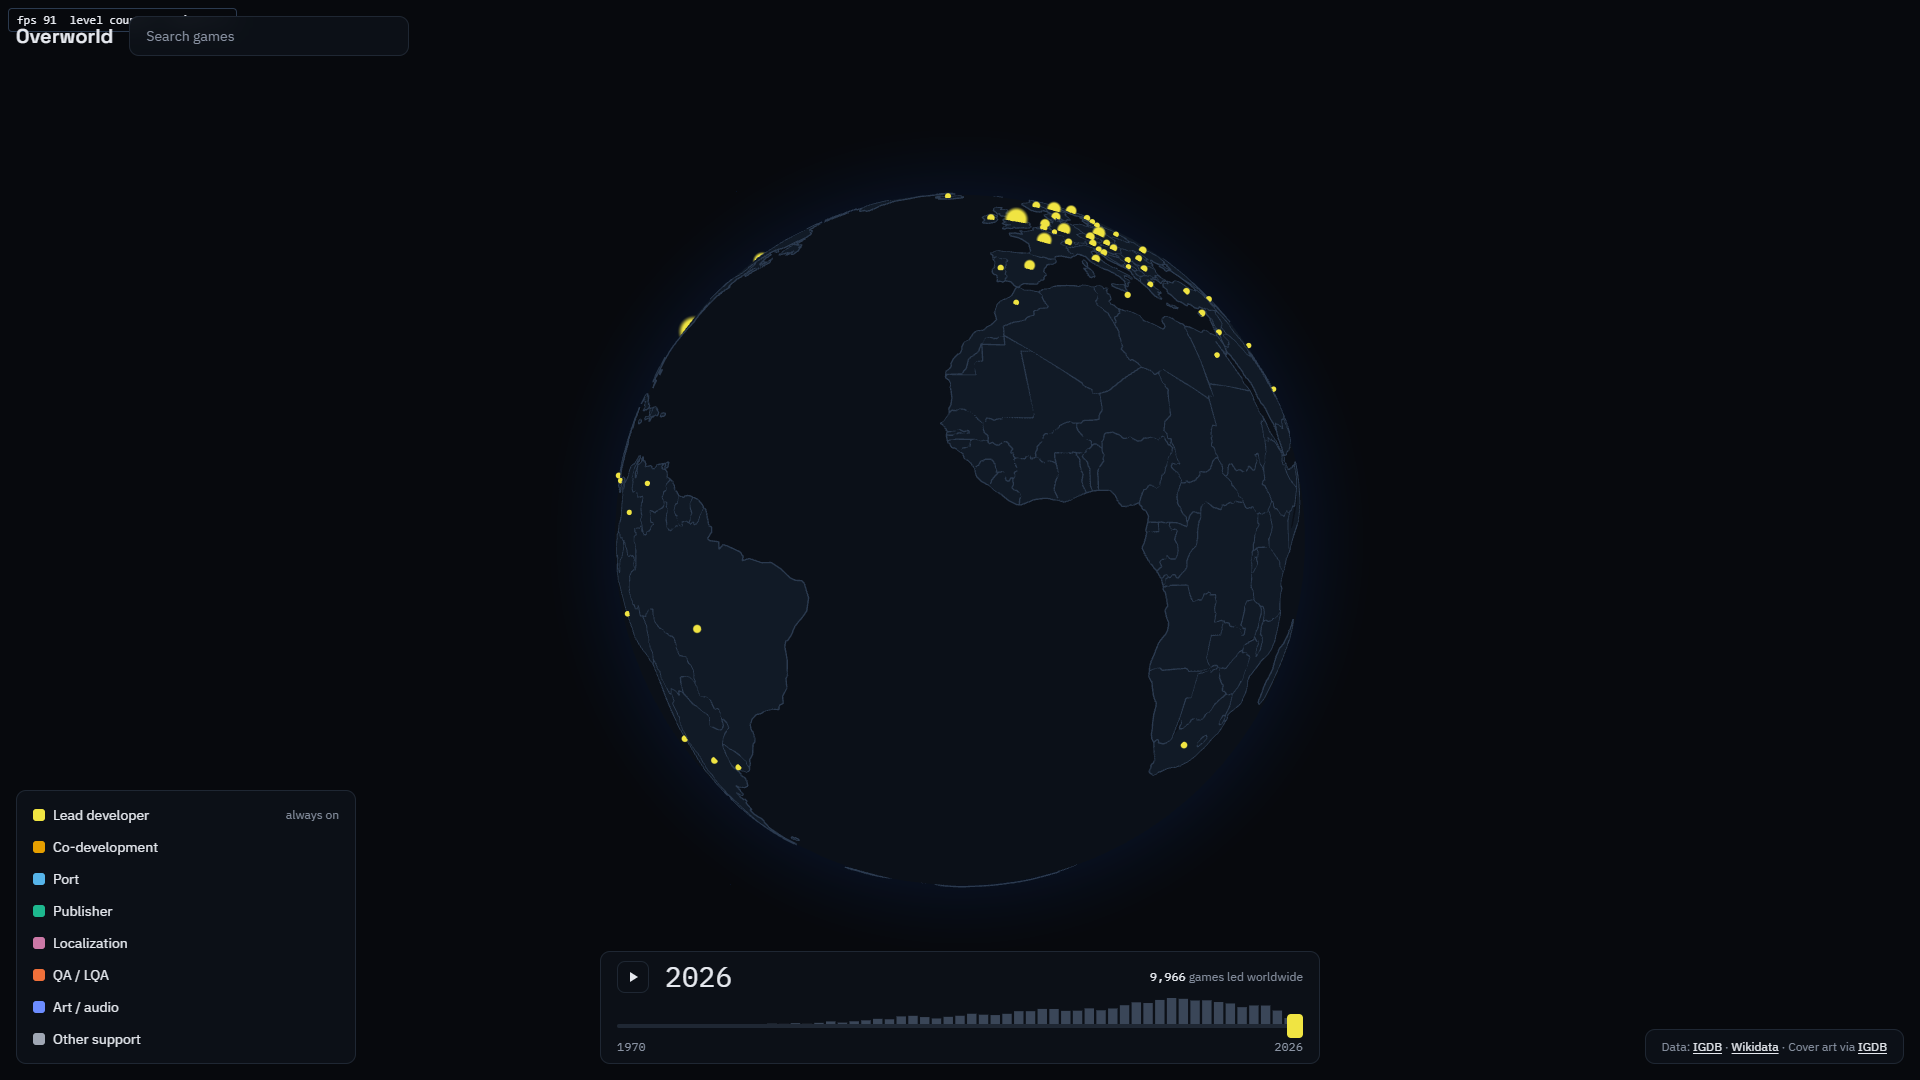 fps 91 level
Overworld
Search games
Lead developer always on
Co-development
Port
Publisher
Localization
QA / LQA
Art / audio
Other support
2026 9,966 games led worldwide
1970 2026
Data: IGDB · Wikidata · Cover art via IGDB